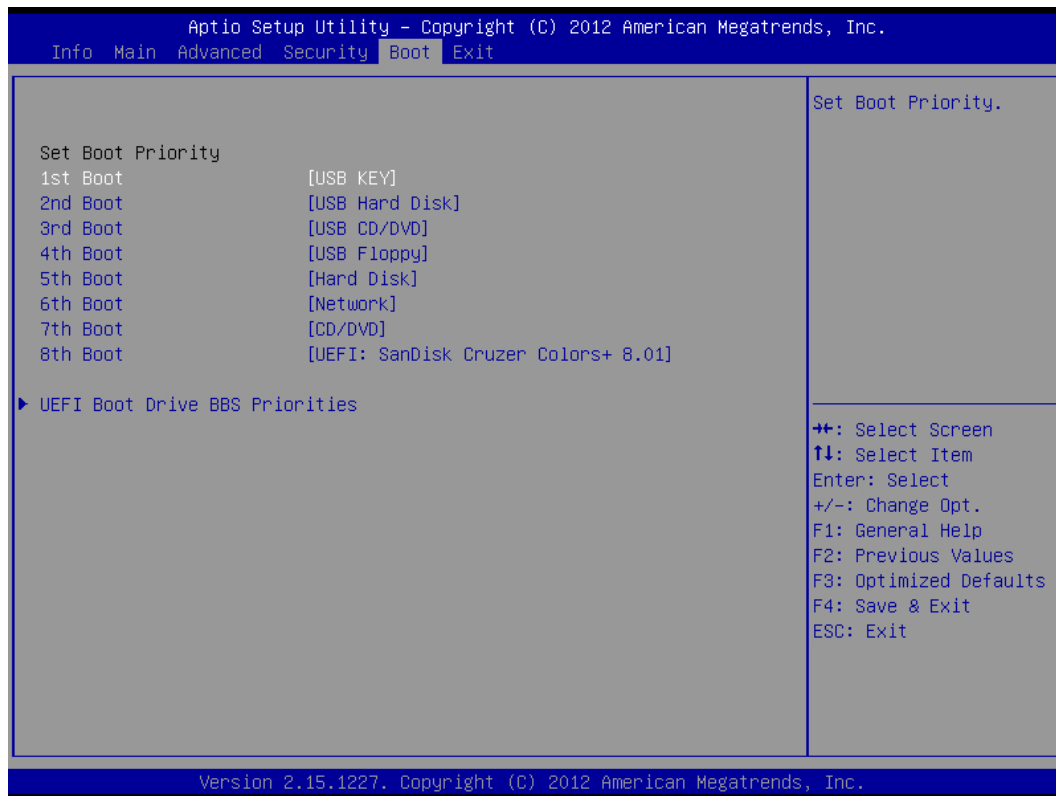 Aptio Setup Utility – Copyright (C) 2012 American Megatrends, Inc.
Info Main Advanced Security Boot Exit
Set Boot Priority.
Set Boot Priority
1st Boot [USB KEY]
2nd Boot [USB Hard Disk]
3rd Boot [USB CD/DVD]
4th Boot [USB Floppy]
5th Boot [Hard Disk]
6th Boot [Network]
7th Boot [CD/DVD]
8th Boot [UEFI: SanDisk Cruzer Colors+ 8.01]
▶ UEFI Boot Drive BBS Priorities
→←: Select Screen
↑↓: Select Item
Enter: Select
+/-: Change Opt.
F1: General Help
F2: Previous Values
F3: Optimized Defaults
F4: Save & Exit
ESC: Exit
Version 2.15.1227. Copyright (C) 2012 American Megatrends, Inc.